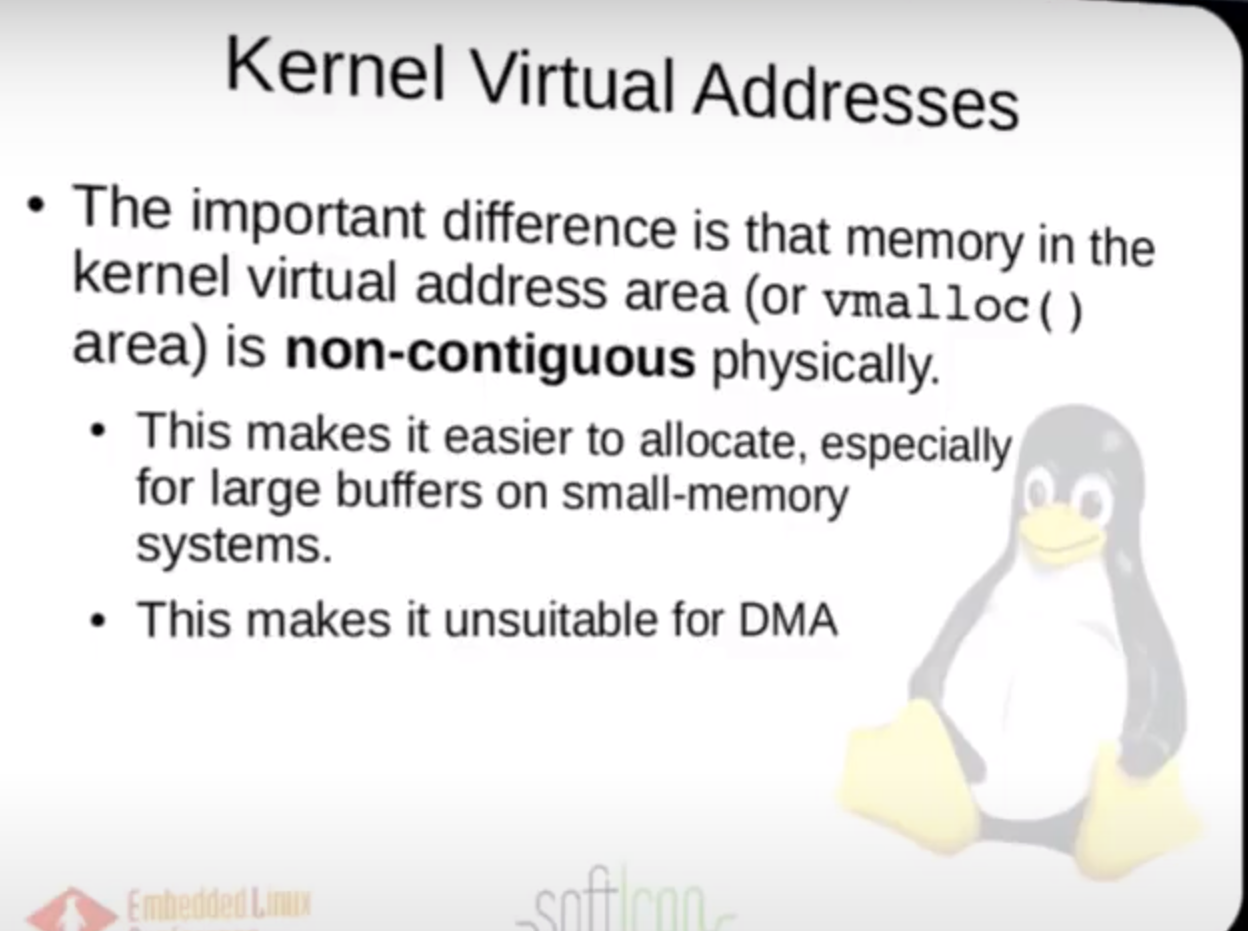 Kernel Virtual Addresses
• The important difference is that memory in the
kernel virtual address area (or vmalloc()
area) is non-contiguous physically.
• This makes it easier to allocate, especially
for large buffers on small-memory
systems.
• This makes it unsuitable for DMA
Embedded Linux
softIron